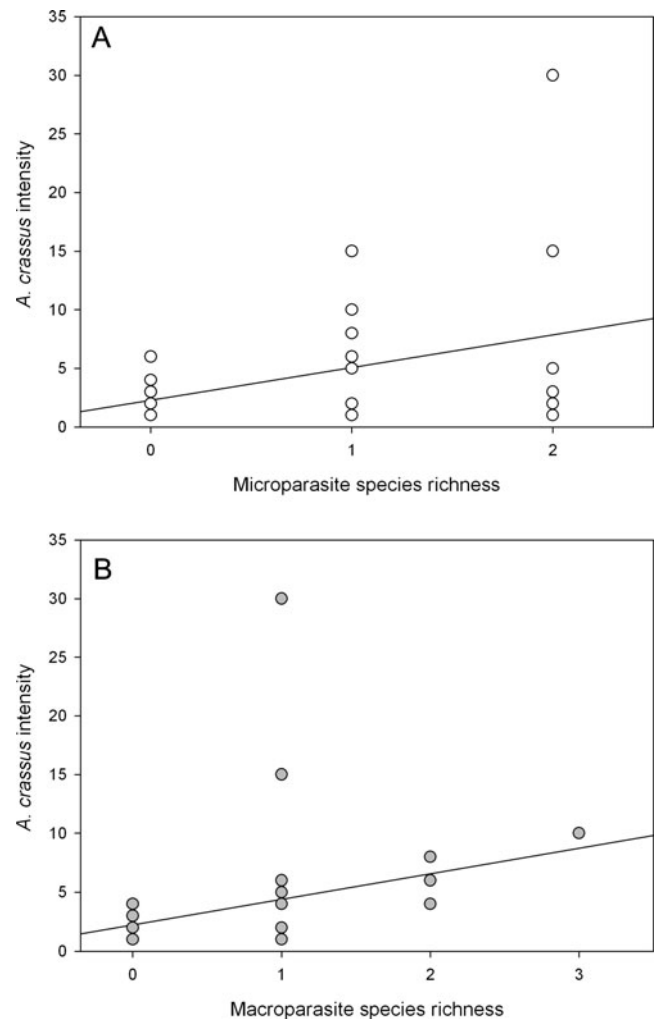 A
35
30
25
20
15
10
5
0
A. crassus intensity
0 1 2
Microparasite species richness
B
35
30
25
20
15
10
5
0
A. crassus intensity
0 1 2 3
Macroparasite species richness